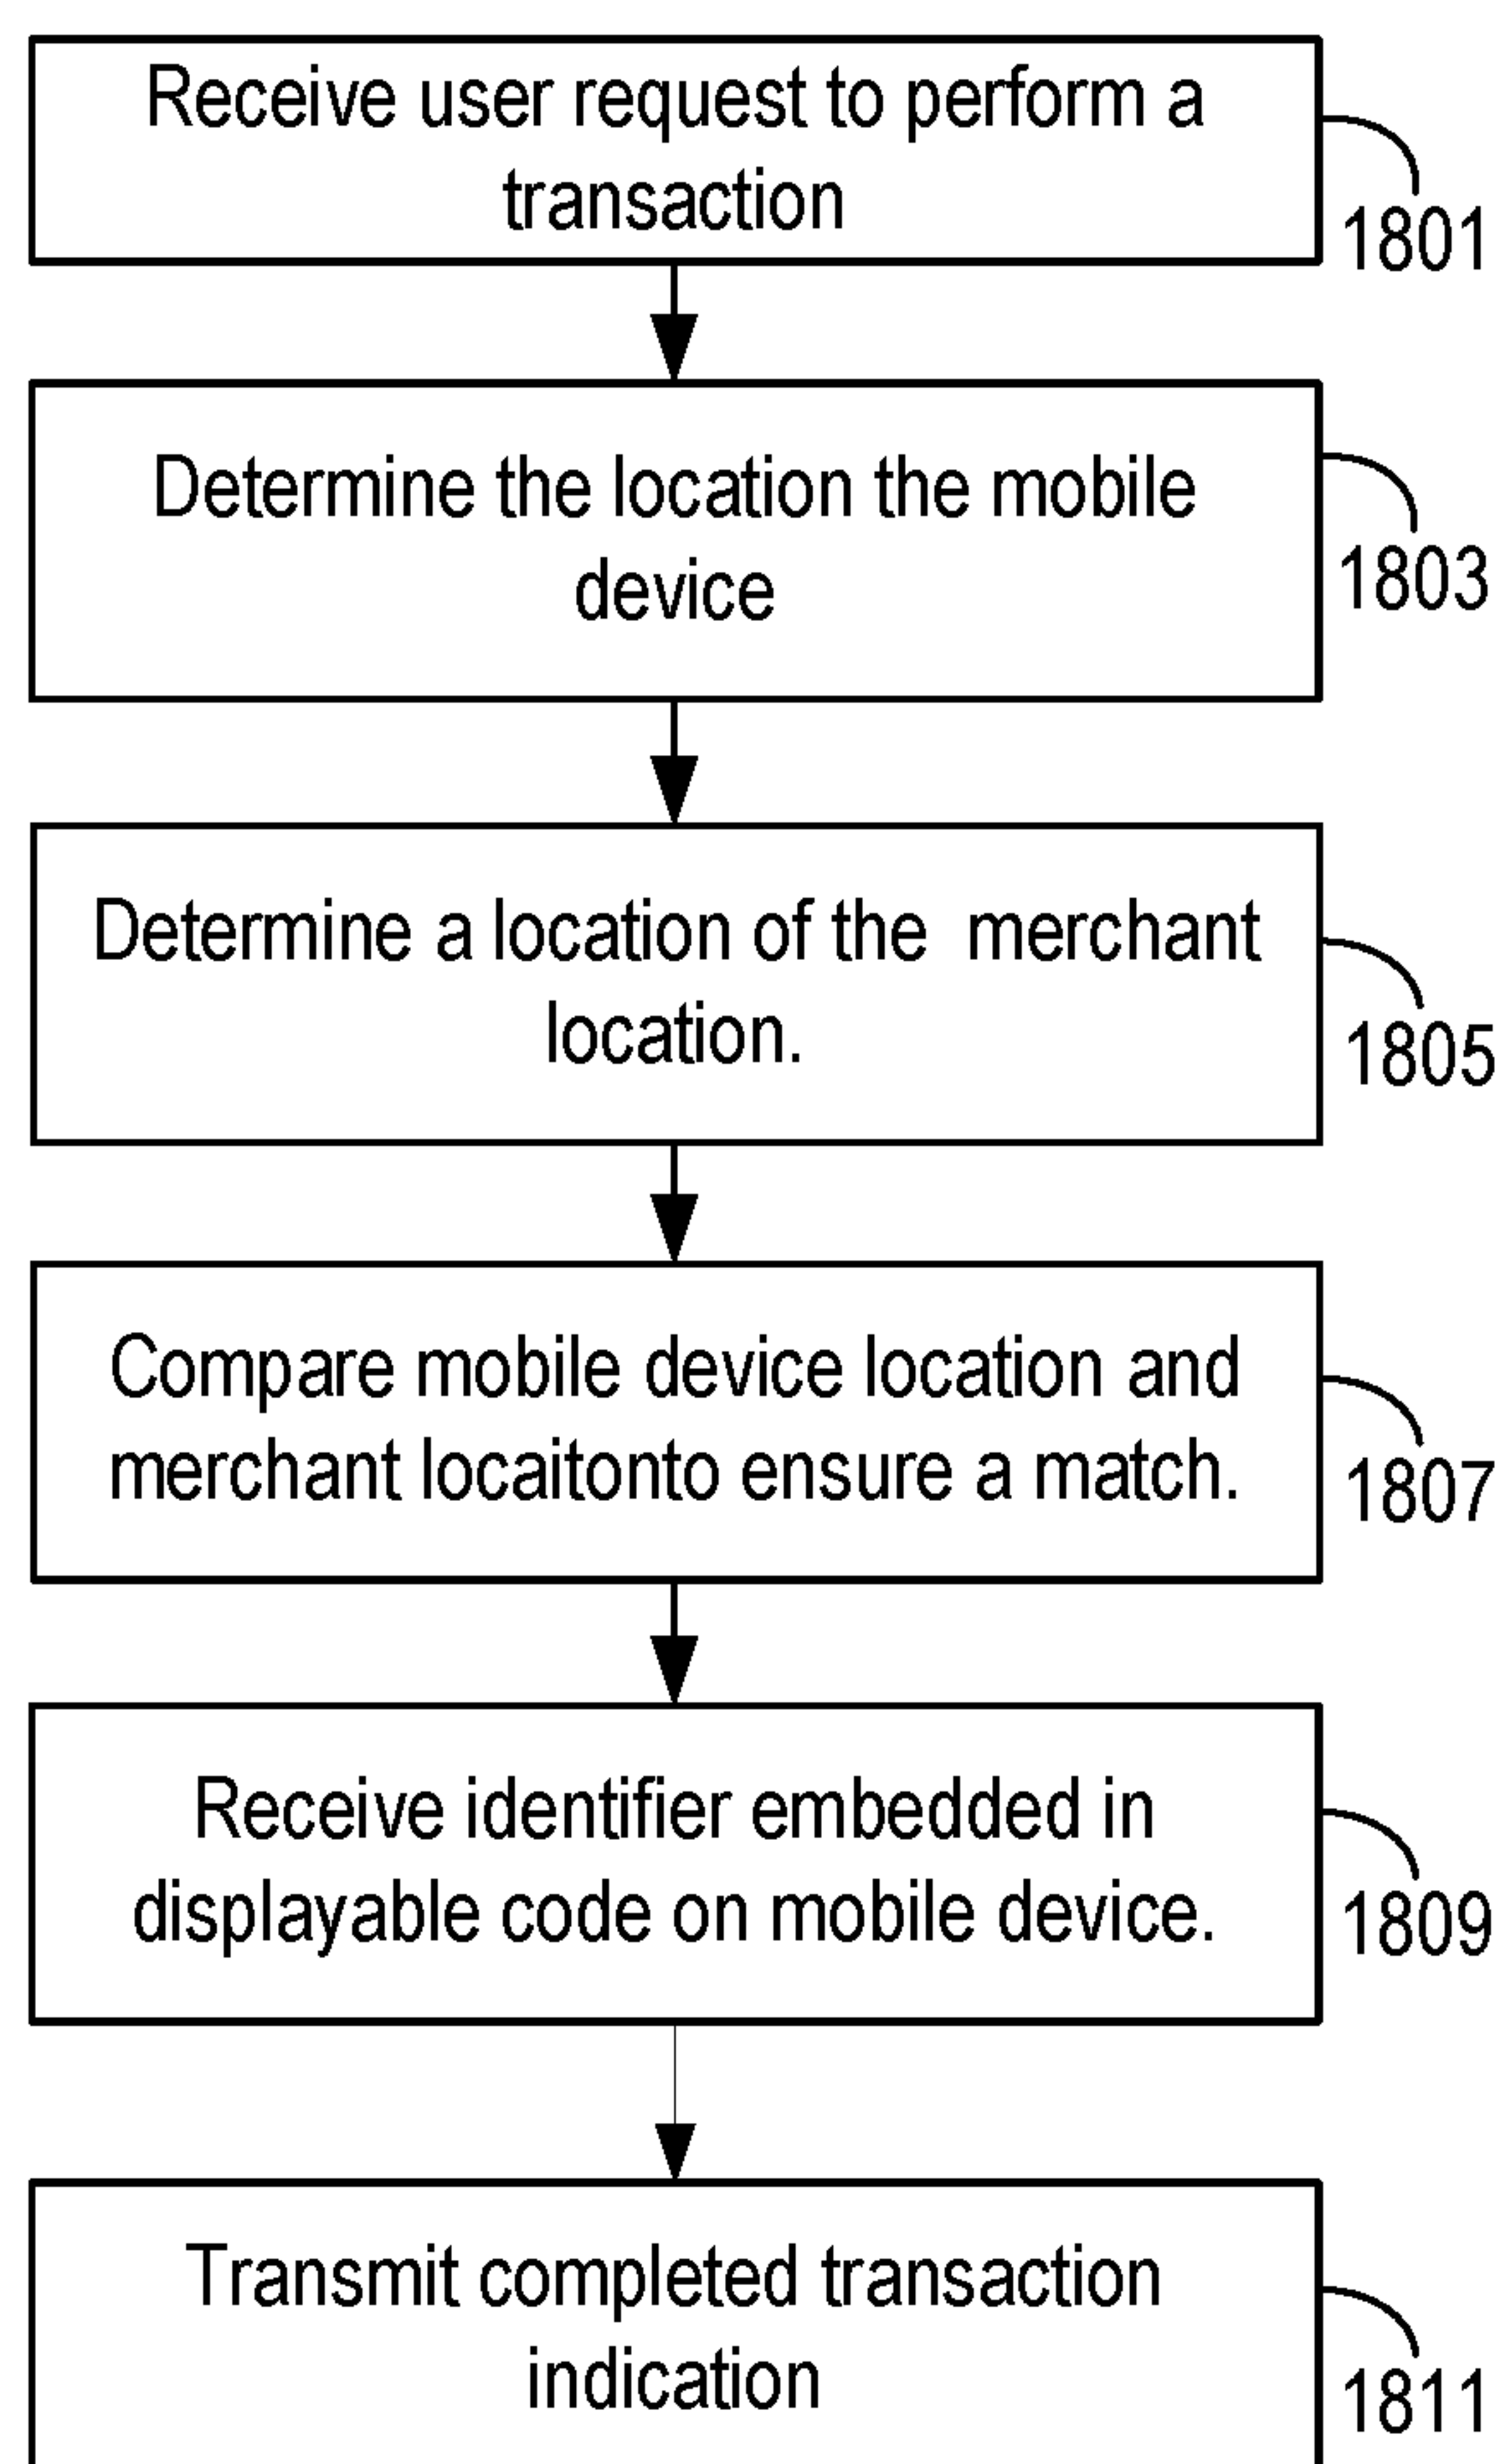 Receive user request to perform a
transaction
1801
Determine the location the mobile
device
1803
Determine a location of the merchant
location.
1805
Compare mobile device location and
merchant locaitonto ensure a match.
1807
Receive identifier embedded in
displayable code on mobile device.
1809
Transmit completed transaction
indication
1811